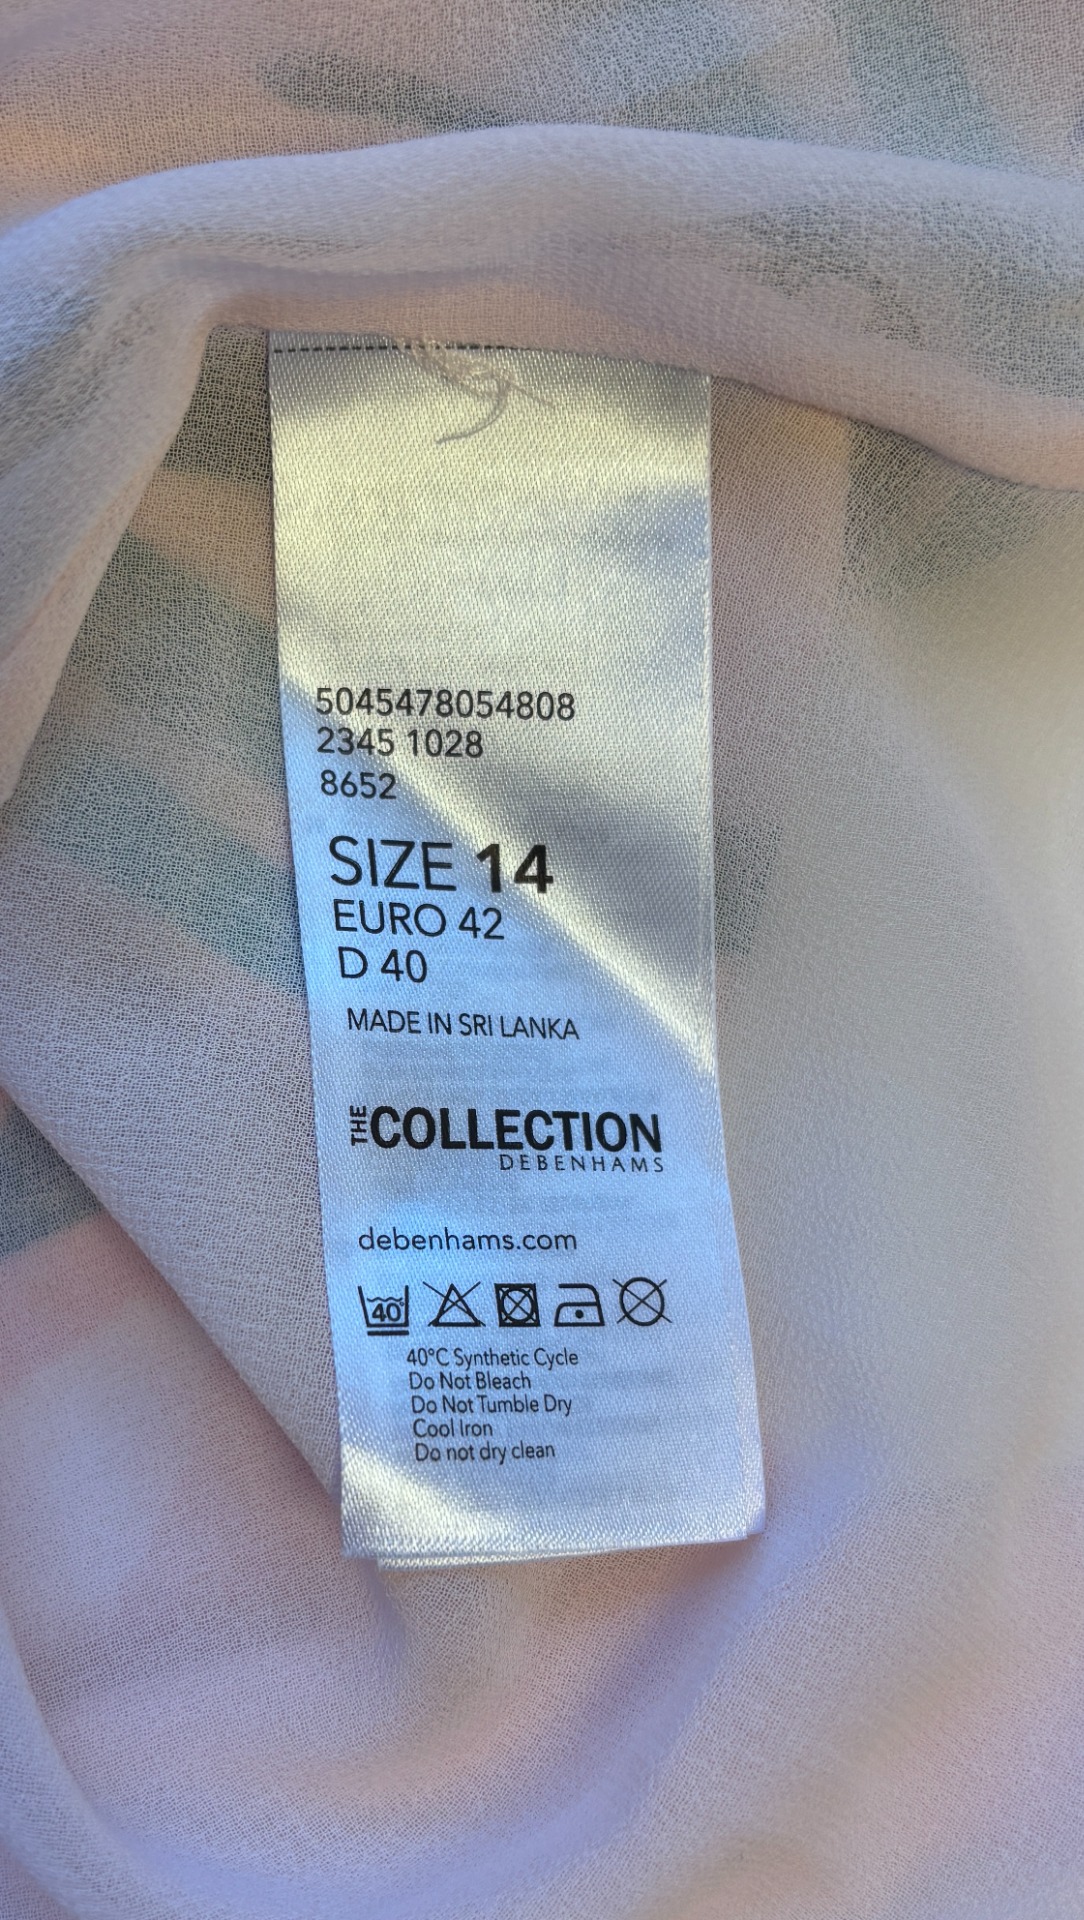 5045478054808
2345 1028
8652
SIZE 14
EURO 42
D 40
MADE IN SRI LANKA
THE COLLECTION
DEBENHAMS
debenhams.com
40°
40°C Synthetic Cycle
Do Not Bleach
Do Not Tumble Dry
Cool Iron
Do not dry clean